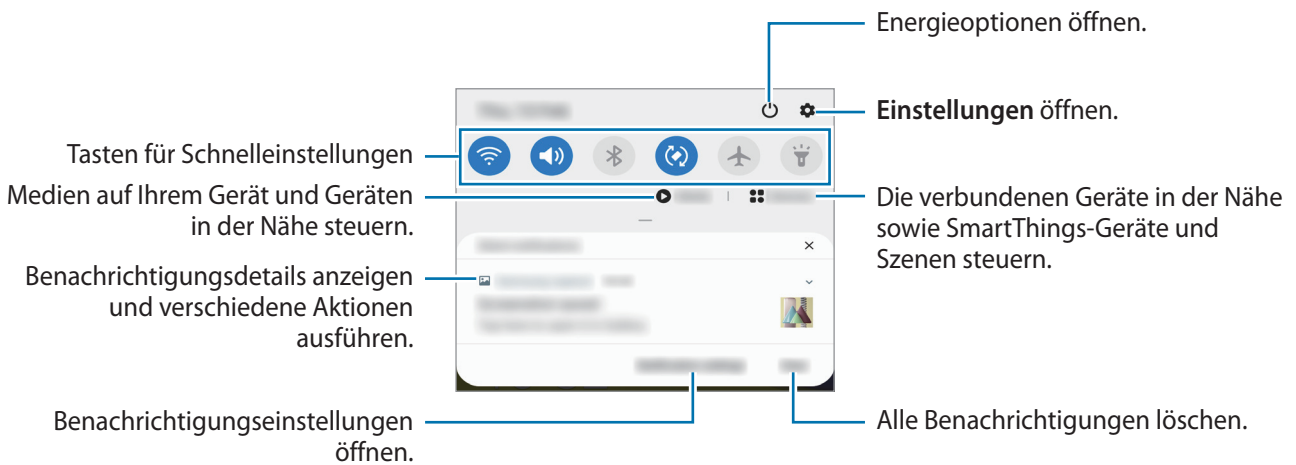 Energieoptionen öffnen.
Einstellungen öffnen.
Tasten für Schnelleinstellungen
Medien auf Ihrem Gerät und Geräten
in der Nähe steuern.
Die verbundenen Geräte in der Nähe
sowie SmartThings-Geräte und
Szenen steuern.
Benachrichtigungsdetails anzeigen
und verschiedene Aktionen
ausführen.
Benachrichtigungseinstellungen
öffnen.
Alle Benachrichtigungen löschen.